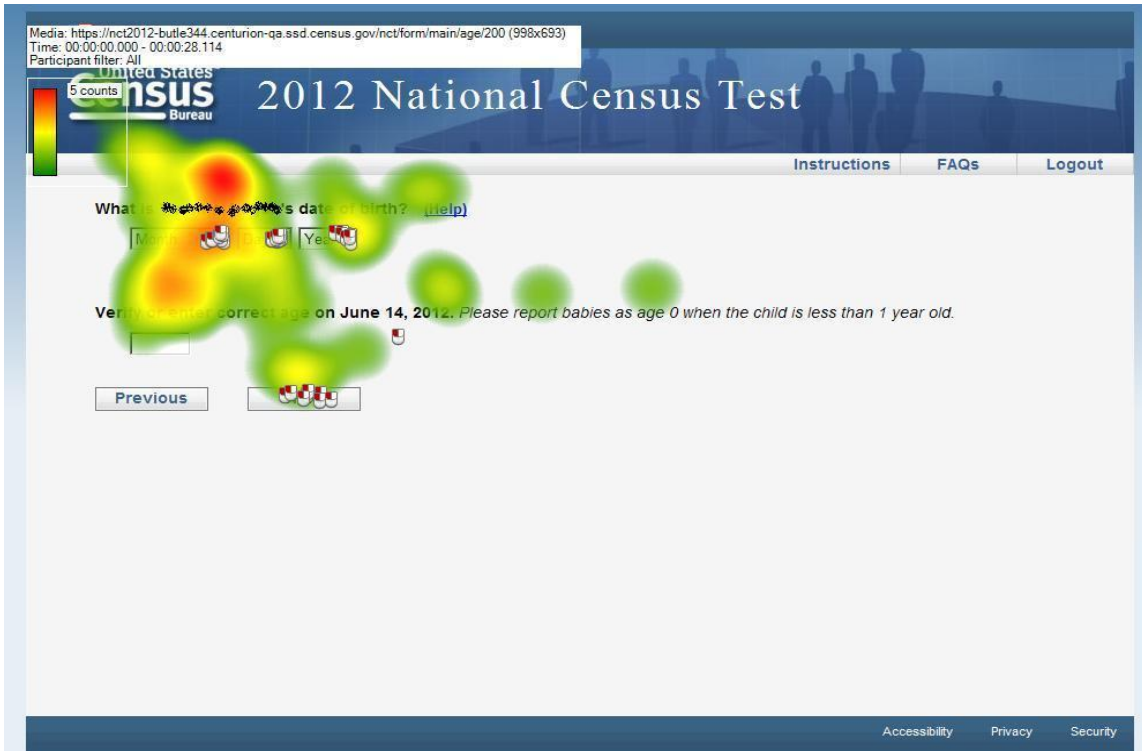 Media: https://nct2012-butle344.centurion-qa.ssd.census.gov/nct/form/main/age/200 (998x693)
Time: 00:00:00.000 - 00:00:28.114
Participant filter: All
United States
Census
Bureau
5 counts
2012 National Census Test
Instructions FAQs Logout
What is 's date of birth? (Help)
Month Day Year
Verify or enter correct age on June 14, 2012. Please report babies as age 0 when the child is less than 1 year old.
Previous
Accessibility Privacy Security